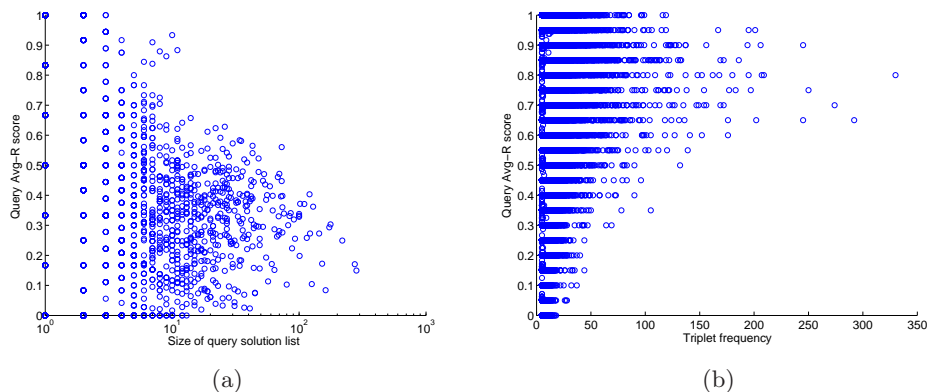 1
0.9
0.8
0.7
0.6
0.5
0.4
0.3
0.2
0.1
0
Query Avg−R score
10^0 10^1 10^2 10^3
Size of query solution list
(a)
1
0.9
0.8
0.7
0.6
0.5
0.4
0.3
0.2
0.1
0
Query Avg−R score
0 50 100 150 200 250 300 350
Triplet frequency
(b)